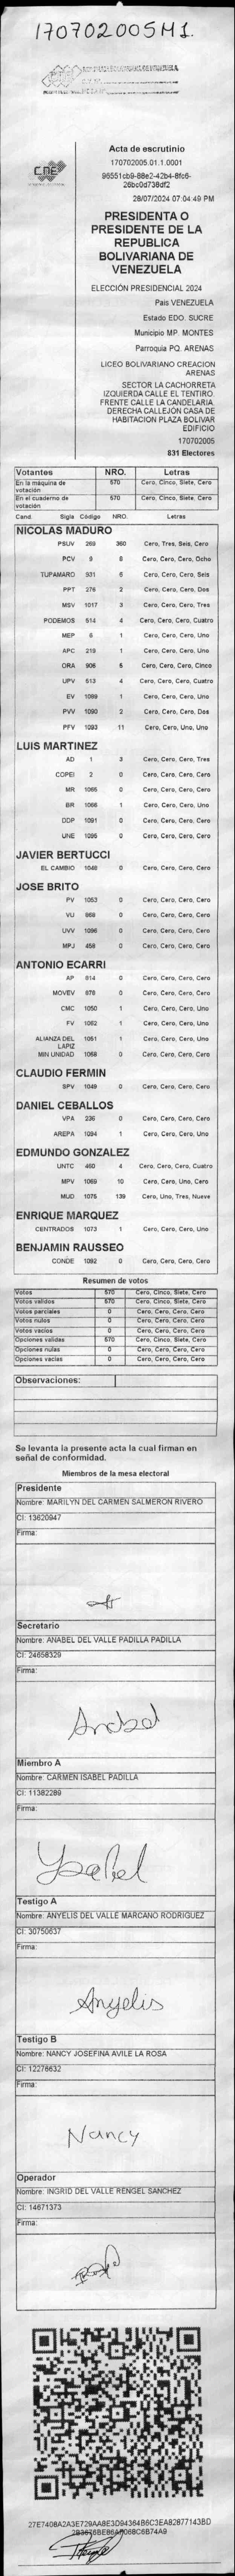 170702005M1.
CNE
Acta de escrutinio
170702005.01.1.0001
96551cb9-88e2-42b4-8fc6-
26bc0d738df2
28/07/2024 07:04:49 PM
PRESIDENTA O
PRESIDENTE DE LA
REPUBLICA
BOLIVARIANA DE
VENEZUELA
ELECCIÓN PRESIDENCIAL 2024
Pais VENEZUELA
Estado EDO. SUCRE
Municipio MP. MONTES
Parroquia PQ. ARENAS
LICEO BOLIVARIANO CREACION
ARENAS
SECTOR LA CACHORRETA
IZQUIERDA CALLE EL TENTIRO.
FRENTE CALLE LA CANDELARIA.
DERECHA CALLEJÓN CASA DE
HABITACION PLAZA BOLIVAR
EDIFICIO
170702005
831 Electores
Votantes NRO. Letras
En la máquina de votación 570 Cero, Cinco, Siete, Cero
En el cuaderno de votación 570 Cero, Cinco, Siete, Cero
Cand. Sigla Código NRO. Letras
NICOLAS MADURO
PSUV 269 360 Cero, Tres, Seis, Cero
PCV 9 8 Cero, Cero, Cero, Ocho
TUPAMARO 931 6 Cero, Cero, Cero, Seis
PPT 276 2 Cero, Cero, Cero, Dos
MSV 1017 3 Cero, Cero, Cero, Tres
PODEMOS 514 4 Cero, Cero, Cero, Cuatro
MEP 8 1 Cero, Cero, Cero, Uno
APC 219 1 Cero, Cero, Cero, Uno
ORA 906 5 Cero, Cero, Cero, Cinco
UPV 513 4 Cero, Cero, Cero, Cuatro
EV 1099 1 Cero, Cero, Cero, Uno
PVV 1090 2 Cero, Cero, Cero, Dos
PFV 1093 11 Cero, Cero, Uno, Uno
LUIS MARTINEZ
AD 1 3 Cero, Cero, Cero, Tres
COPEI 2 0 Cero, Cero, Cero, Cero
MR 1065 0 Cero, Cero, Cero, Cero
BR 1066 1 Cero, Cero, Cero, Uno
DDP 1091 0 Cero, Cero, Cero, Cero
UNE 1095 0 Cero, Cero, Cero, Cero
JAVIER BERTUCCI
EL CAMBIO 1048 0 Cero, Cero, Cero, Cero
JOSE BRITO
PV 1053 0 Cero, Cero, Cero, Cero
VU 868 0 Cero, Cero, Cero, Cero
UVV 1096 0 Cero, Cero, Cero, Cero
MPJ 458 0 Cero, Cero, Cero, Cero
ANTONIO ECARRI
AP 814 0 Cero, Cero, Cero, Cero
MOVEV 878 0 Cero, Cero, Cero, Cero
CMC 1050 1 Cero, Cero, Cero, Uno
FV 1062 1 Cero, Cero, Cero, Uno
ALIANZA DEL LAPIZ 1051 1 Cero, Cero, Cero, Uno
MIN UNIDAD 1058 0 Cero, Cero, Cero, Cero
CLAUDIO FERMIN
SPV 1049 0 Cero, Cero, Cero, Cero
DANIEL CEBALLOS
VPA 236 0 Cero, Cero, Cero, Cero
AREPA 1094 1 Cero, Cero, Cero, Uno
EDMUNDO GONZALEZ
UNTC 460 4 Cero, Cero, Cero, Cuatro
MPV 1069 10 Cero, Cero, Uno, Cero
MUD 1075 139 Cero, Uno, Tres, Nueve
ENRIQUE MARQUEZ
CENTRADOS 1073 1 Cero, Cero, Cero, Uno
BENJAMIN RAUSSEO
CONDE 1092 0 Cero, Cero, Cero, Cero
Resumen de votos
Votos 570 Cero, Cinco, Siete, Cero
Votos validos 570 Cero, Cinco, Siete, Cero
Votos parciales 0 Cero, Cero, Cero, Cero
Votos nulos 0 Cero, Cero, Cero, Cero
Votos vacios 0 Cero, Cero, Cero, Cero
Opciones validas 570 Cero, Cinco, Siete, Cero
Opciones nulas 0 Cero, Cero, Cero, Cero
Opciones vacias 0 Cero, Cero, Cero, Cero
Observaciones:
Se levanta la presente acta la cual firman en
señal de conformidad.
Miembros de la mesa electoral
Presidente
Nombre: MARILYN DEL CARMEN SALMERON RIVERO
CI: 13620947
Firma:
Secretario
Nombre: ANABEL DEL VALLE PADILLA PADILLA
CI: 24658329
Firma:
Anabel
Miembro A
Nombre: CARMEN ISABEL PADILLA
CI: 11382289
Firma:
Ysabel
Testigo A
Nombre: ANYELIS DEL VALLE MARCANO RODRIGUEZ
CI: 30750637
Firma:
Anyelis
Testigo B
Nombre: NANCY JOSEFINA AVILE LA ROSA
CI: 12276632
Firma:
Nancy
Operador
Nombre: INGRID DEL VALLE RENGEL SANCHEZ
CI: 14671373
Firma:
27E7408A2A3E729AA8E3D94364B6C3EA82877143BD